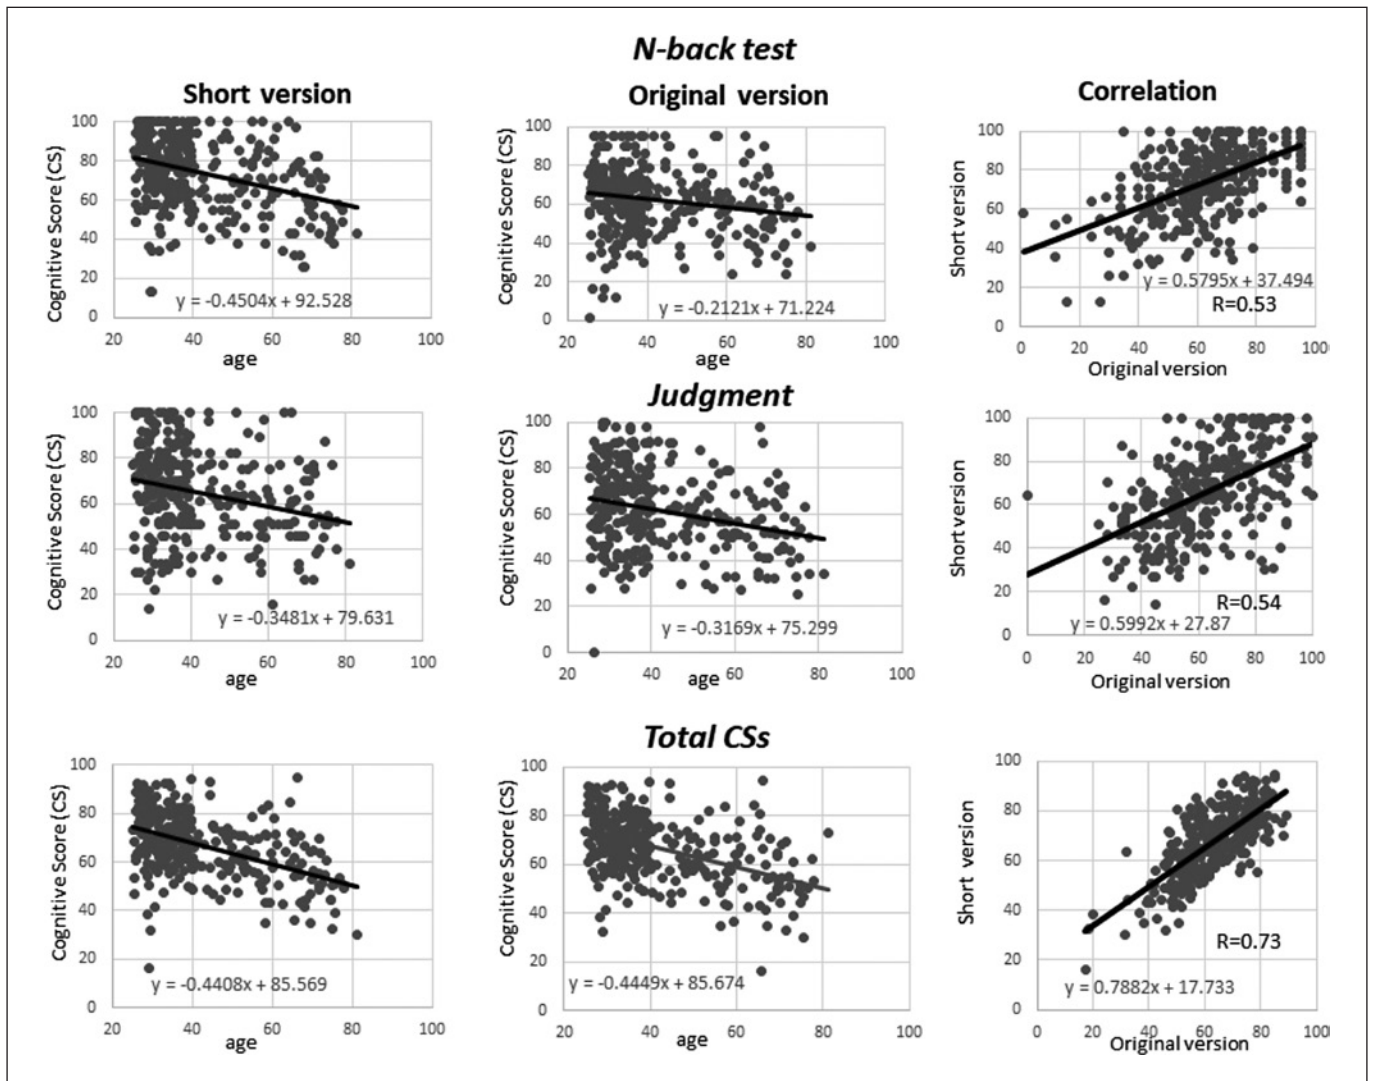 N-back test
Short version
Original version
Correlation
Cognitive Score (CS)
100
80
60
40
20
0
y = -0.4504x + 92.528
20 40 60 80 100
age
Cognitive Score (CS)
100
80
60
40
20
0
y = -0.2121x + 71.224
20 40 60 80 100
age
Short version
100
80
60
40
20
0
y = 0.5795x + 37.494
R=0.53
0 20 40 60 80 100
Original version
Judgment
Cognitive Score (CS)
100
80
60
40
20
0
y = -0.3481x + 79.631
20 40 60 80 100
age
Cognitive Score (CS)
100
80
60
40
20
0
y = -0.3169x + 75.299
20 40 60 80 100
age
Short version
100
80
60
40
20
0
R=0.54
y = 0.5992x + 27.87
0 20 40 60 80 100
Original version
Total CSs
Cognitive Score (CS)
100
80
60
40
20
0
y = -0.4408x + 85.569
20 40 60 80 100
age
Cognitive Score (CS)
100
80
60
40
20
0
y = -0.4449x + 85.674
20 40 60 80 100
age
Short version
100
80
60
40
20
0
R=0.73
y = 0.7882x + 17.733
0 20 40 60 80 100
Original version